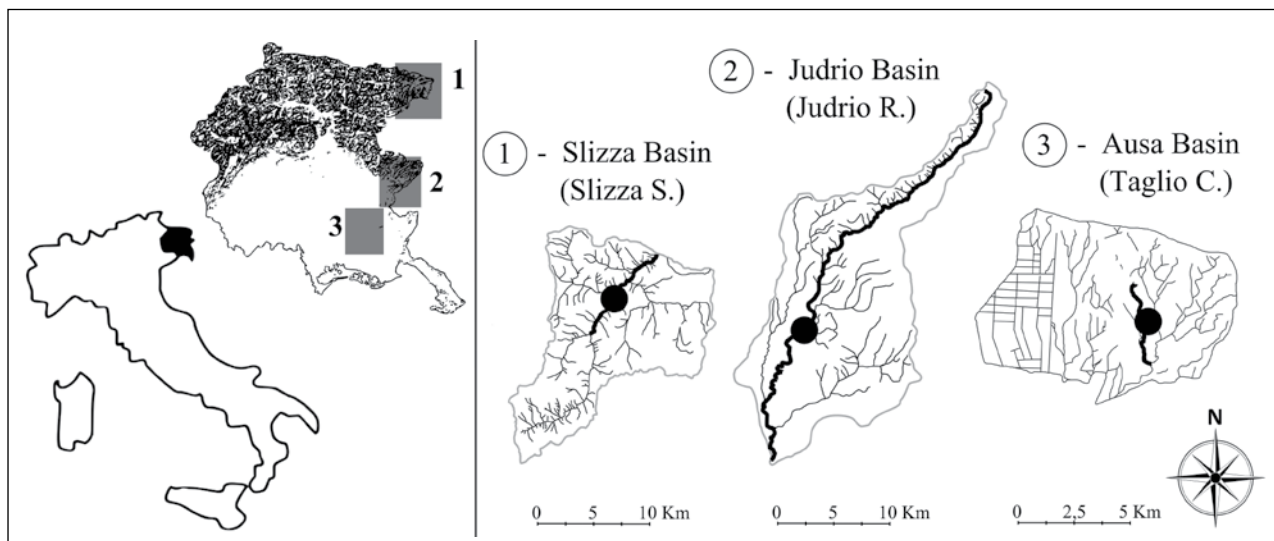 1
2
3
1 - Slizza Basin
(Slizza S.)
2 - Judrio Basin
(Judrio R.)
3 - Ausa Basin
(Taglio C.)
N
0 5 10 Km
0 5 10 Km
0 2,5 5 Km